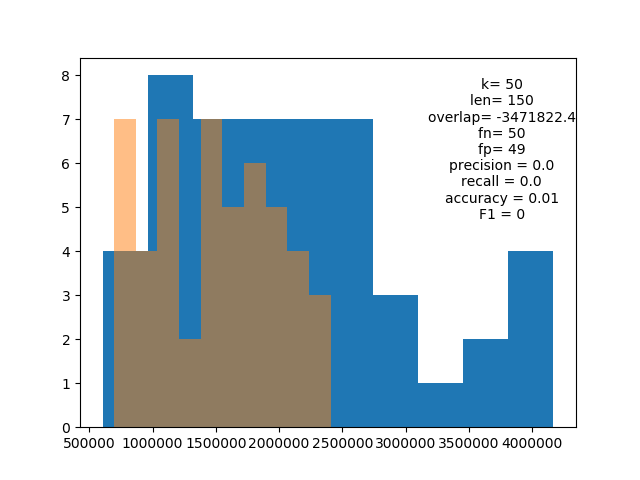 8
7
6
5
4
3
2
1
0
k= 50
len= 150
overlap= -3471822.4
fn= 50
fp= 49
precision = 0.0
recall = 0.0
accuracy = 0.01
F1 = 0
500000 1000000 1500000 2000000 2500000 3000000 3500000 4000000